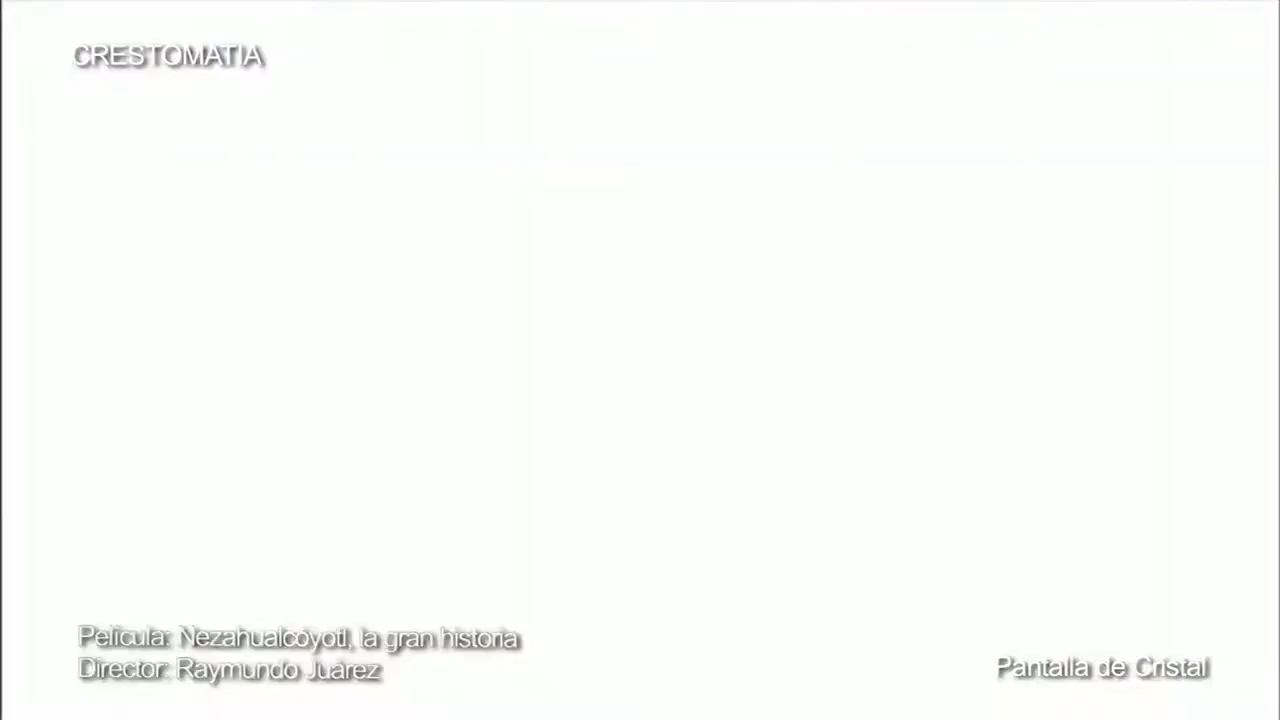 CRESTOMATIA
Película: Nezahualcóyotl, la gran historia
Director: Raymundo Juárez
Pantalla de Cristal